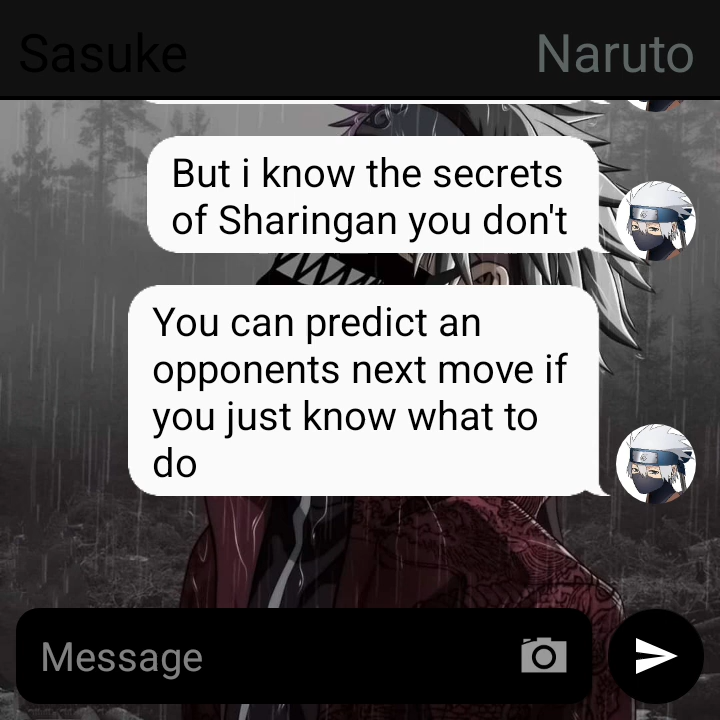 Sasuke
Naruto
But i know the secrets
of Sharingan you don't
You can predict an
opponents next move if
you just know what to
do
Message